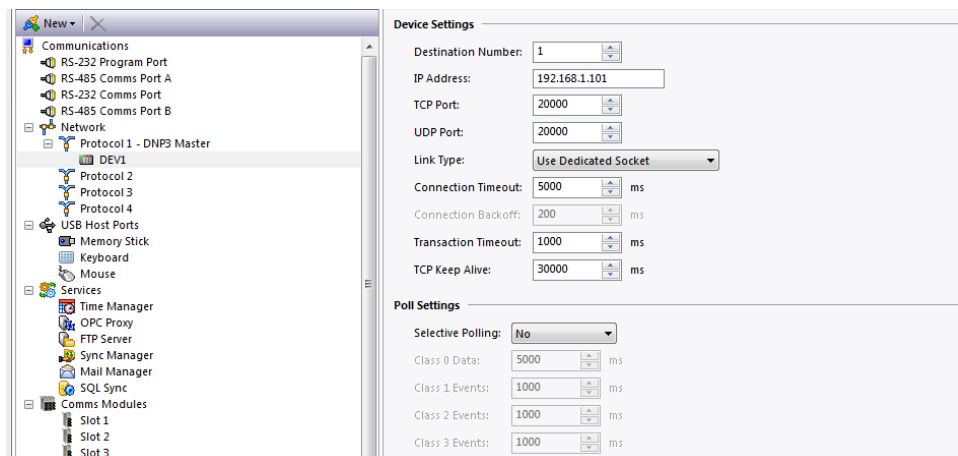 New
Communications
RS-232 Program Port
RS-485 Comms Port A
RS-232 Comms Port
RS-485 Comms Port B
Network
Protocol 1 - DNP3 Master
DEV1
Protocol 2
Protocol 3
Protocol 4
USB Host Ports
Memory Stick
Keyboard
Mouse
Services
Time Manager
OPC Proxy
FTP Server
Sync Manager
Mail Manager
SQL Sync
Comms Modules
Slot 1
Slot 2
Slot 3
Device Settings
Destination Number: 1
IP Address: 192.168.1.101
TCP Port: 20000
UDP Port: 20000
Link Type: Use Dedicated Socket
Connection Timeout: 5000 ms
Connection Backoff: 200 ms
Transaction Timeout: 1000 ms
TCP Keep Alive: 30000 ms
Poll Settings
Selective Polling: No
Class 0 Data: 5000 ms
Class 1 Events: 1000 ms
Class 2 Events: 1000 ms
Class 3 Events: 1000 ms